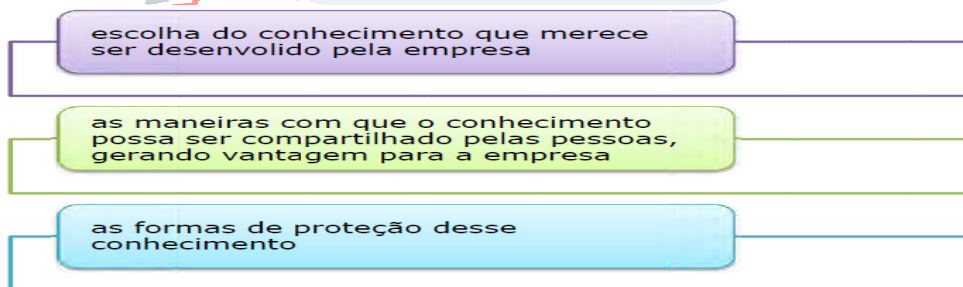 escolha do conhecimento que merece
ser desenvolido pela empresa
as maneiras com que o conhecimento
possa ser compartilhado pelas pessoas,
gerando vantagem para a empresa
as formas de proteção desse
conhecimento